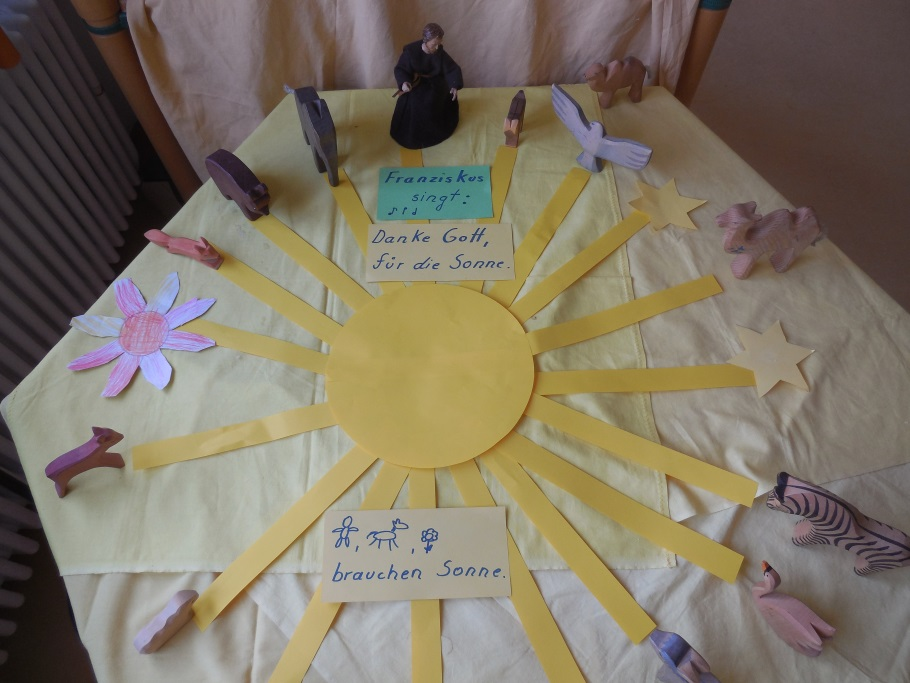 Franziskus
singt:
Danke Gott,
für die Sonne.
brauchen Sonne.